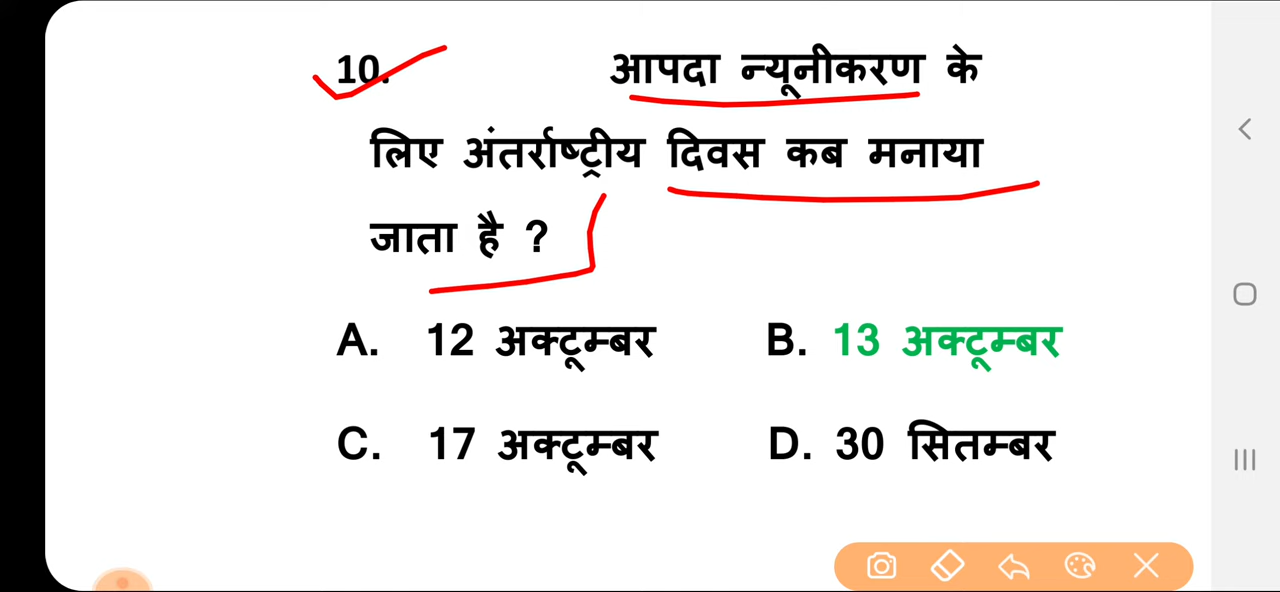 10. आपदा न्यूनीकरण के
लिए अंतर्राष्ट्रीय दिवस कब मनाया
जाता है ?
A. 12 अक्टूम्बर B. 13 अक्टूम्बर
C. 17 अक्टूम्बर D. 30 सितम्बर